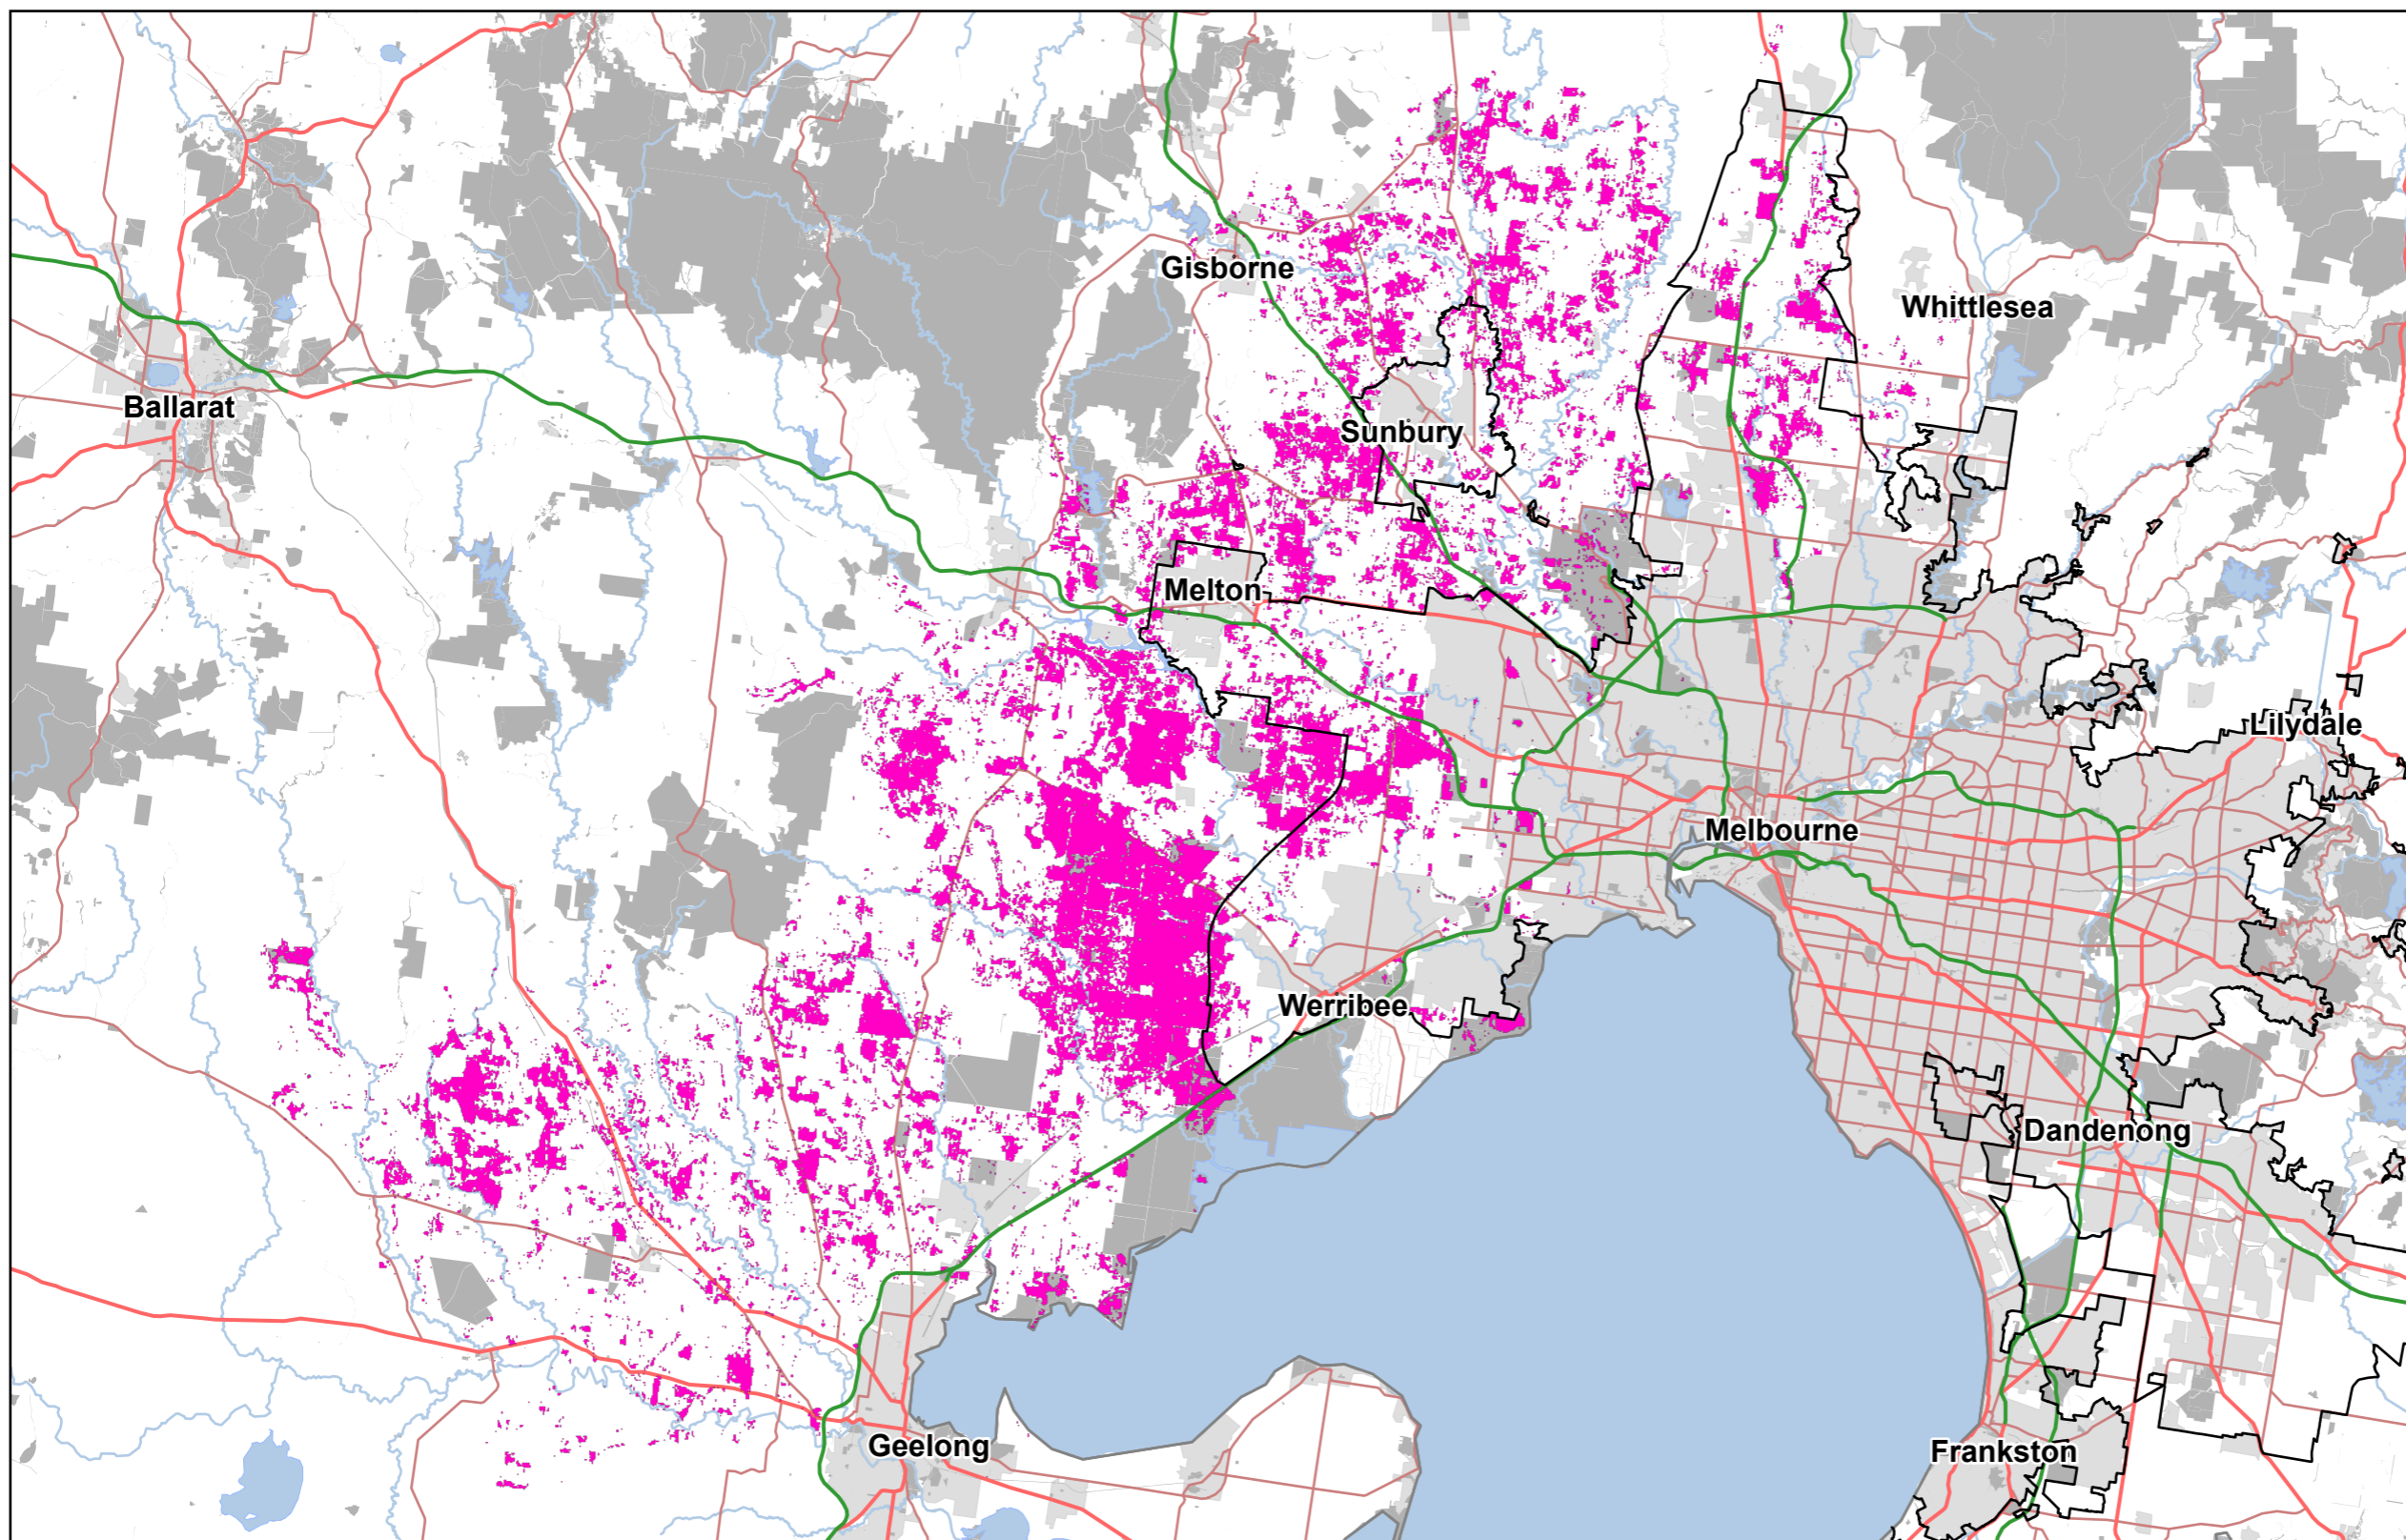 Gisborne
Whittlesea
Ballarat
Sunbury
Melton
Lilydale
Melbourne
Werribee
Dandenong
Geelong
Frankston